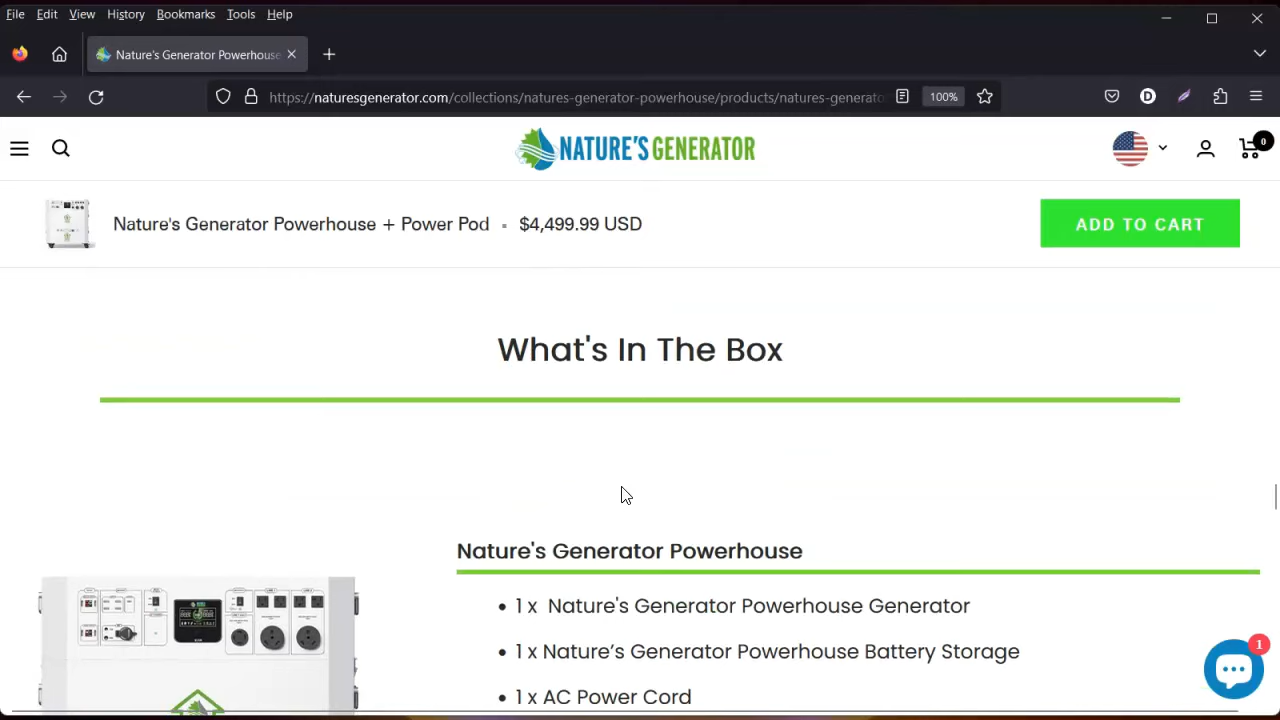 File Edit View History Bookmarks Tools Help
Nature's Generator Powerhouse
https://naturesgenerator.com/collections/natures-generator-powerhouse/products/natures-generato
100%
NATURE'S GENERATOR
0
Nature's Generator Powerhouse + Power Pod ▪ $4,499.99 USD
ADD TO CART
What's In The Box
Nature's Generator Powerhouse
• 1 x Nature's Generator Powerhouse Generator
• 1 x Nature’s Generator Powerhouse Battery Storage
• 1 x AC Power Cord
1